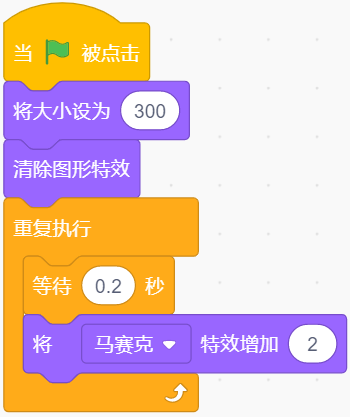 当 被点击
将大小设为 300
清除图形特效
重复执行
等待 0.2 秒
将 马赛克 特效增加 2